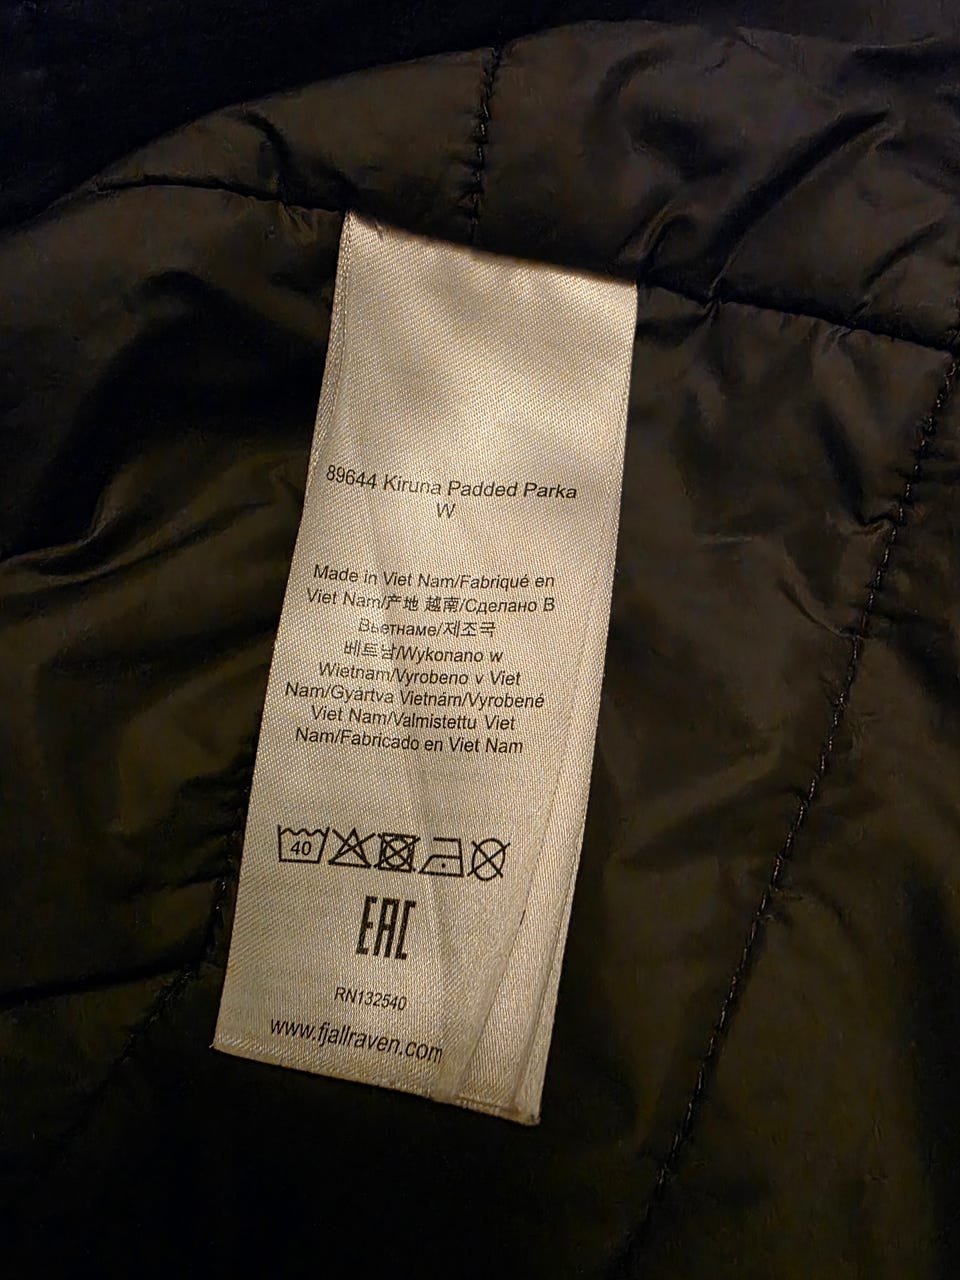 89644 Kiruna Padded Parka
W
Made in Viet Nam/Fabriqué en
Viet Nam/产地 越南/Сделано В
Вьетнаме/제조국
베트남/Wykonano w
Wietnam/Vyrobeno v Viet
Nam/Gyártva Vietnám/Vyrobené
Viet Nam/Valmistettu Viet
Nam/Fabricado en Viet Nam
40
EAC
RN132540
www.fjallraven.com